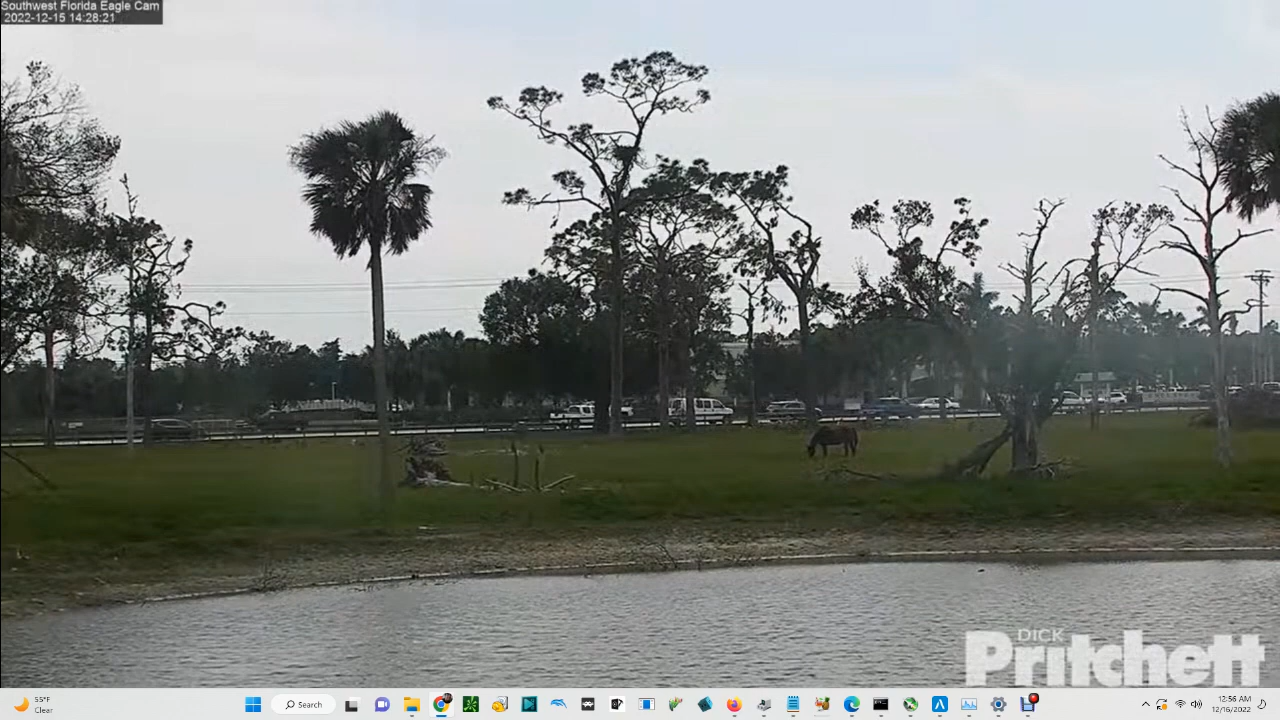 Southwest Florida Eagle Cam
2022-12-15 14:28:21
DICK
Pritchett
55°F
Clear
Search
12:56 AM
12/16/2022